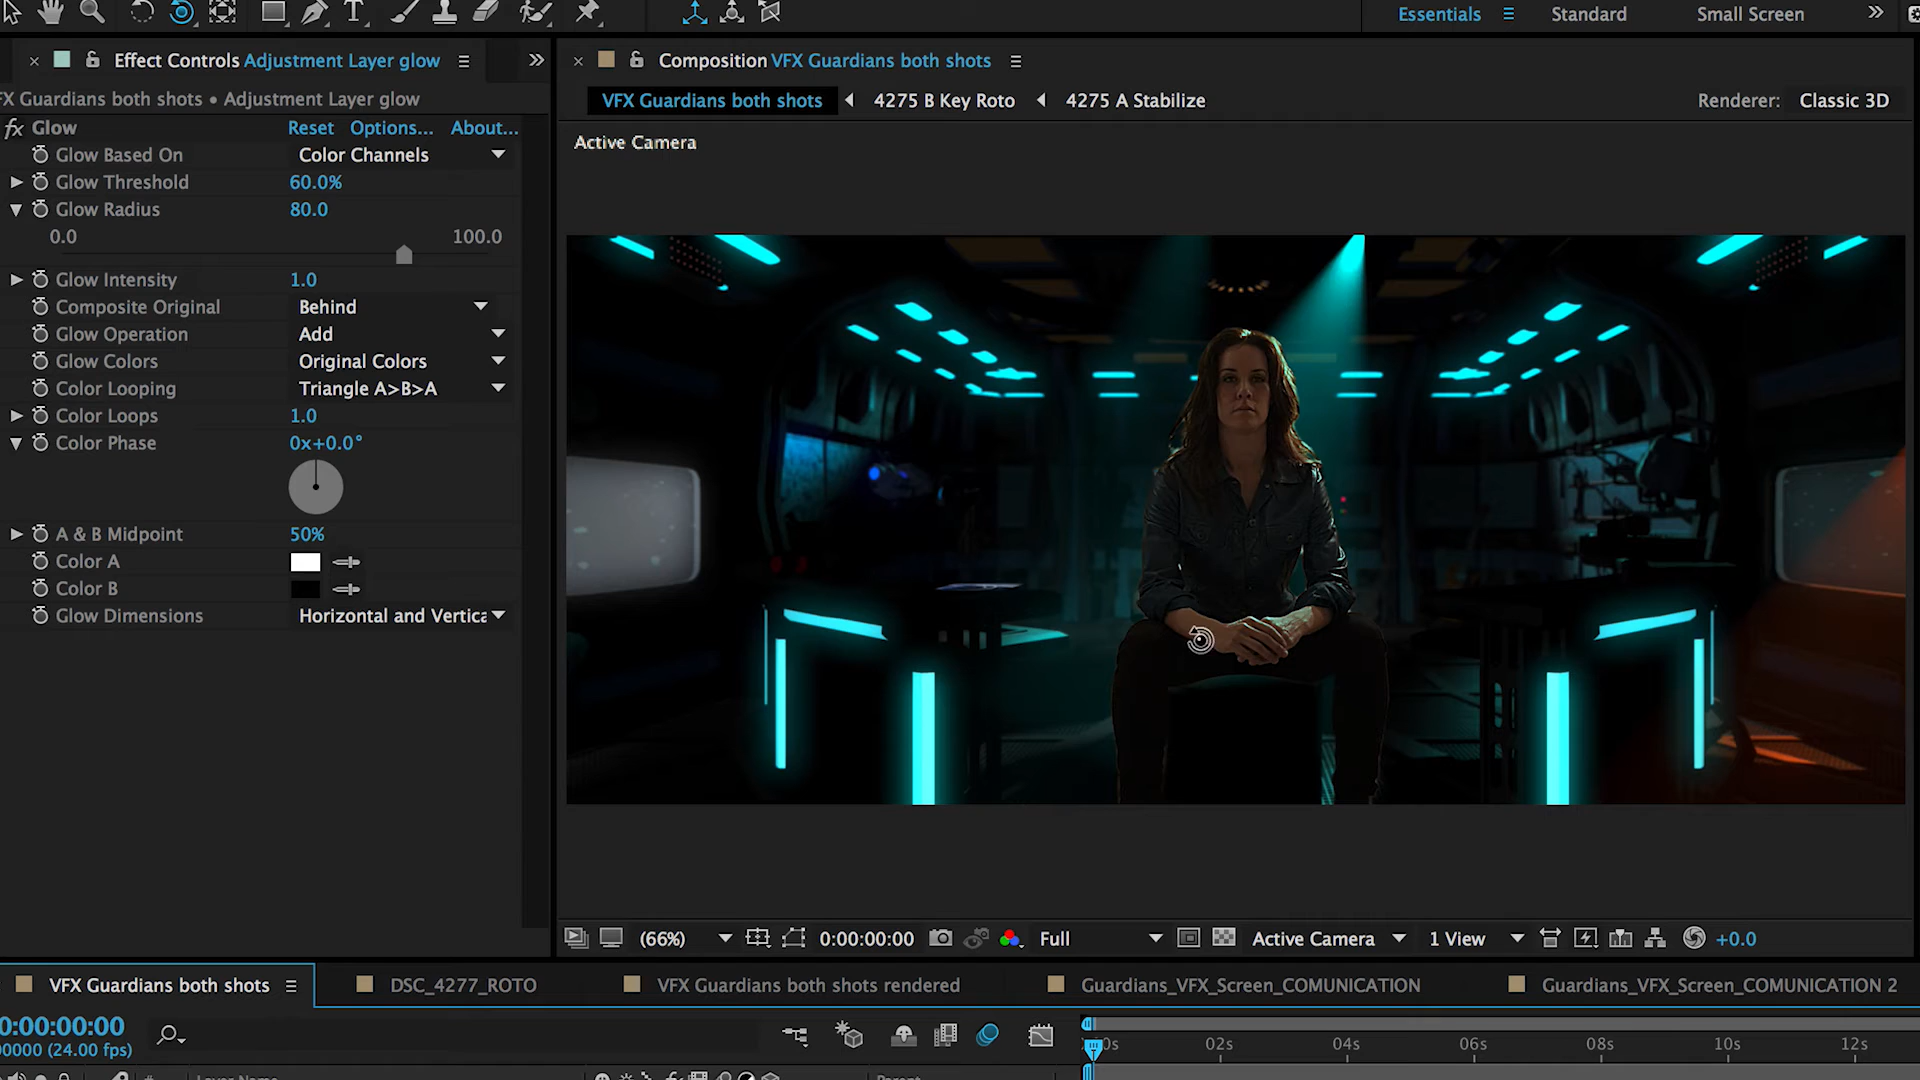 Essentials
Standard
Small Screen
Effect Controls Adjustment Layer glow
Composition VFX Guardians both shots
FX Guardians both shots • Adjustment Layer glow
VFX Guardians both shots
4275 B Key Roto
4275 A Stabilize
Renderer: Classic 3D
fx Glow Reset Options... About...
Active Camera
Glow Based On Color Channels
Glow Threshold 60.0%
Glow Radius 80.0
0.0 100.0
Glow Intensity 1.0
Composite Original Behind
Glow Operation Add
Glow Colors Original Colors
Color Looping Triangle A>B>A
Color Loops 1.0
Color Phase 0x+0.0°
A & B Midpoint 50%
Color A
Color B
Glow Dimensions Horizontal and Vertica
(66%) 0:00:00:00 Full Active Camera 1 View +0.0
VFX Guardians both shots
DSC_4277_ROTO
VFX Guardians both shots rendered
Guardians_VFX_Screen_COMUNICATION
Guardians_VFX_Screen_COMUNICATION 2
0:00:00:00
00000 (24.00 fps)
02s 04s 06s 08s 10s 12s